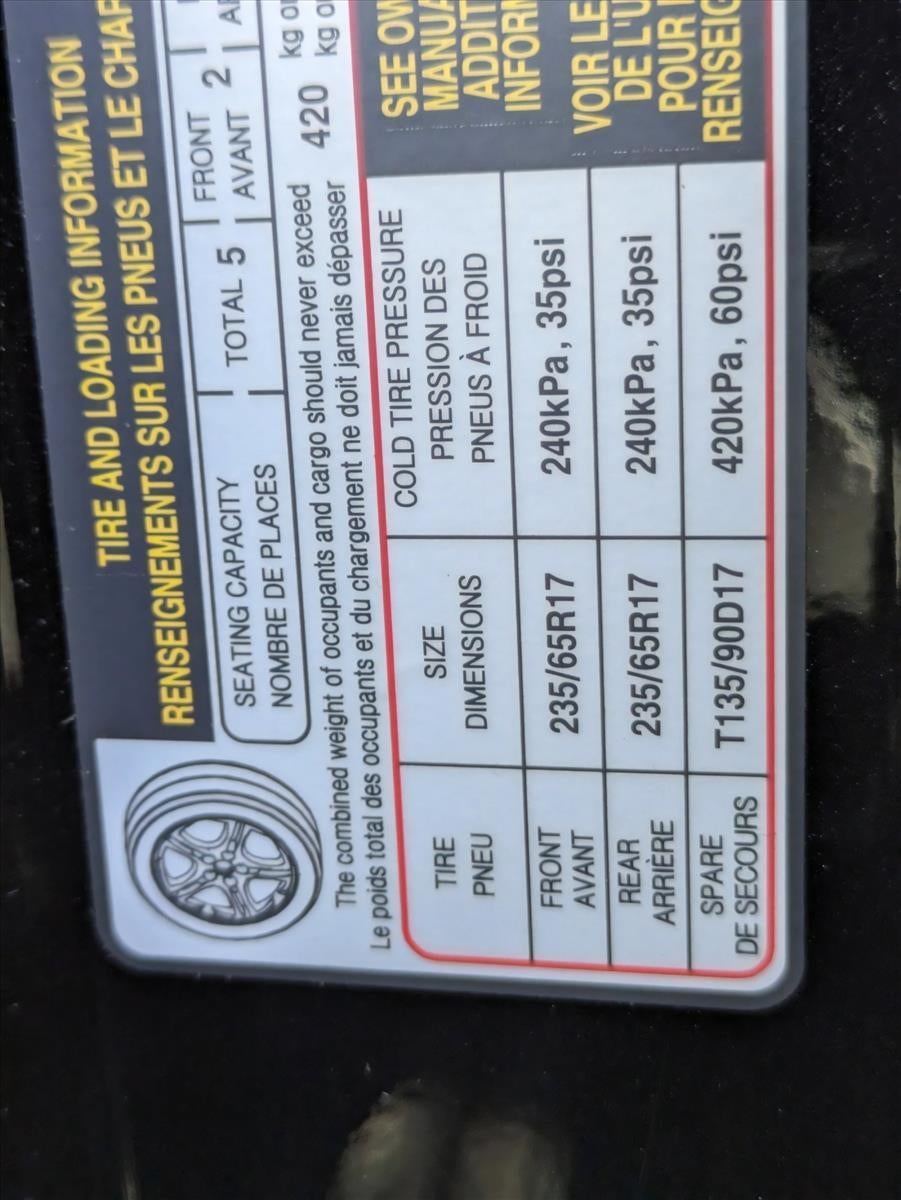 TIRE AND LOADING INFORMATION
RENSEIGNEMENTS SUR LES PNEUS ET LE CHAR
SEATING CAPACITY
NOMBRE DE PLACES
TOTAL 5
FRONT
AVANT 2
The combined weight of occupants and cargo should never exceed
Le poids total des occupants et du chargement ne doit jamais dépasser
420
kg o
kg o
TIRE
PNEU
SIZE
DIMENSIONS
COLD TIRE PRESSURE
PRESSION DES
PNEUS À FROID
FRONT
AVANT
235/65R17
240kPa, 35psi
REAR
ARRIÈRE
235/65R17
240kPa, 35psi
SPARE
DE SECOURS
T135/90D17
420kPa, 60psi
SEE OW
MANUA
ADDIT
INFORM
VOIR LE
DE L'U
POUR
RENSEIG